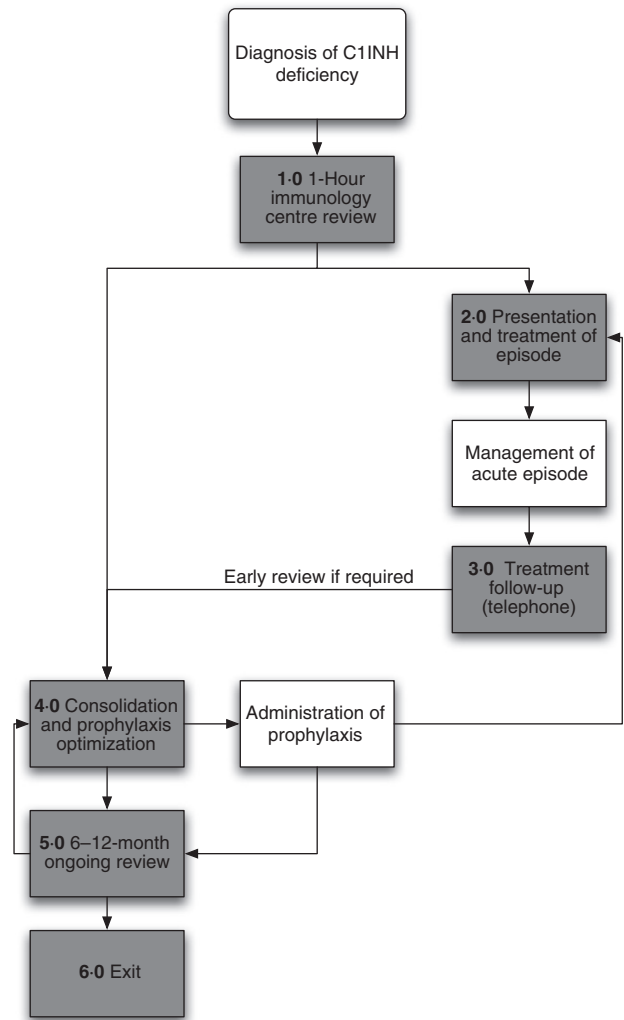 Diagnosis of C1INH
deficiency
1·0 1-Hour
immunology
centre review
2·0 Presentation
and treatment of
episode
Management of
acute episode
3·0 Treatment
follow-up
(telephone)
Early review if required
4·0 Consolidation
and prophylaxis
optimization
Administration of
prophylaxis
5·0 6–12-month
ongoing review
6·0 Exit